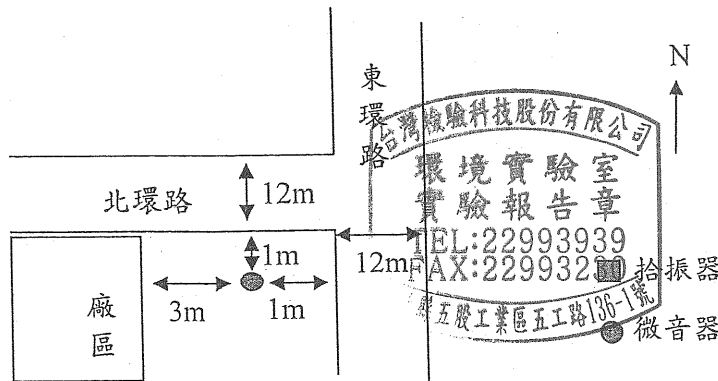 N
東環路
北環路
12m
1m
12m
3m
1m
廠區
台灣檢驗科技股份有限公司
環境實驗室
實驗報告章
TEL:22993939
五股工業區五工路136-1號
拾振器
微音器